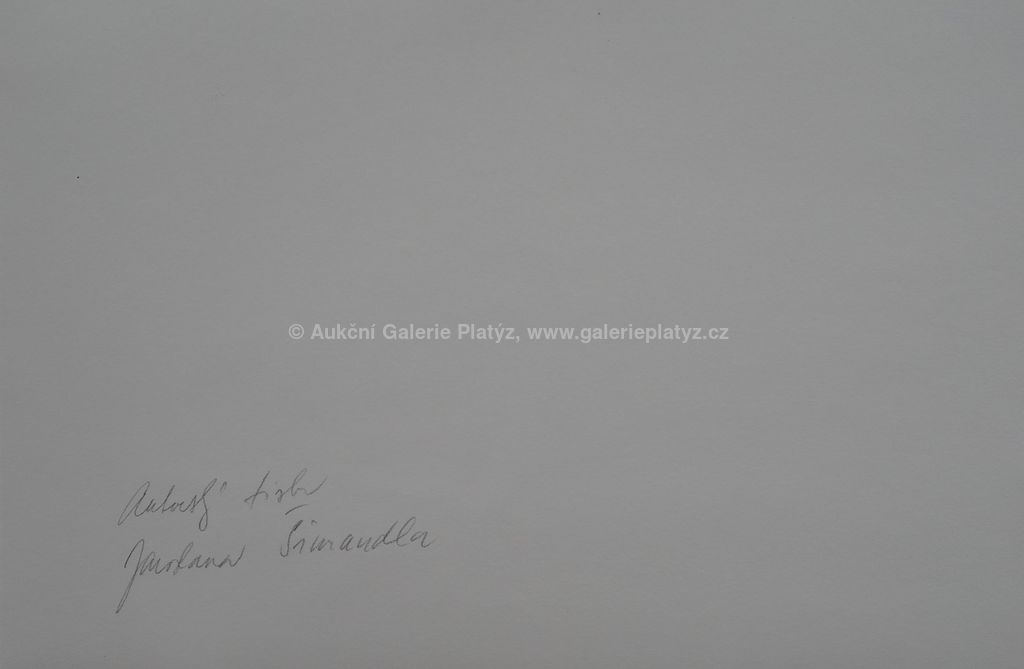 © Aukční Galerie Platýz, www.galerieplatyz.cz
Autorský tisk
Jaroslava Šimandla